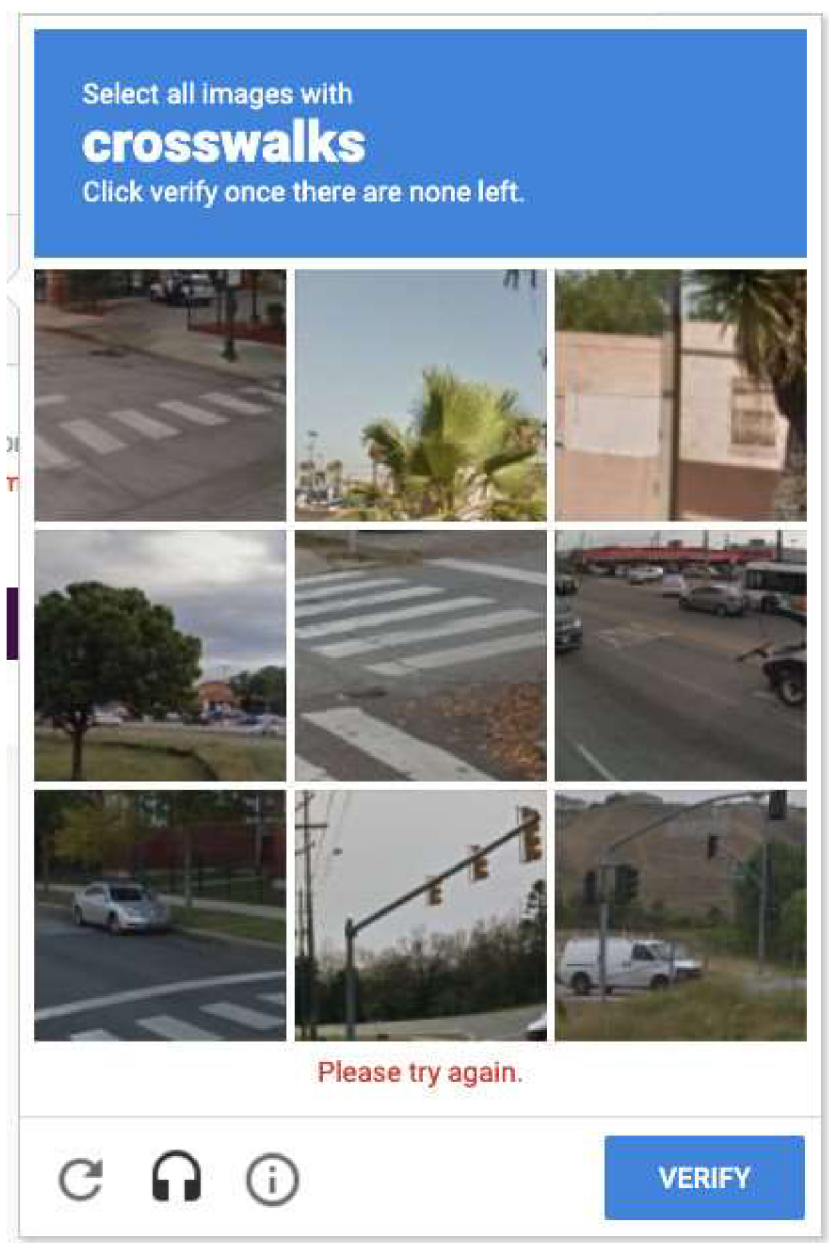 Select all images with
crosswalks
Click verify once there are none left.
Please try again.
VERIFY